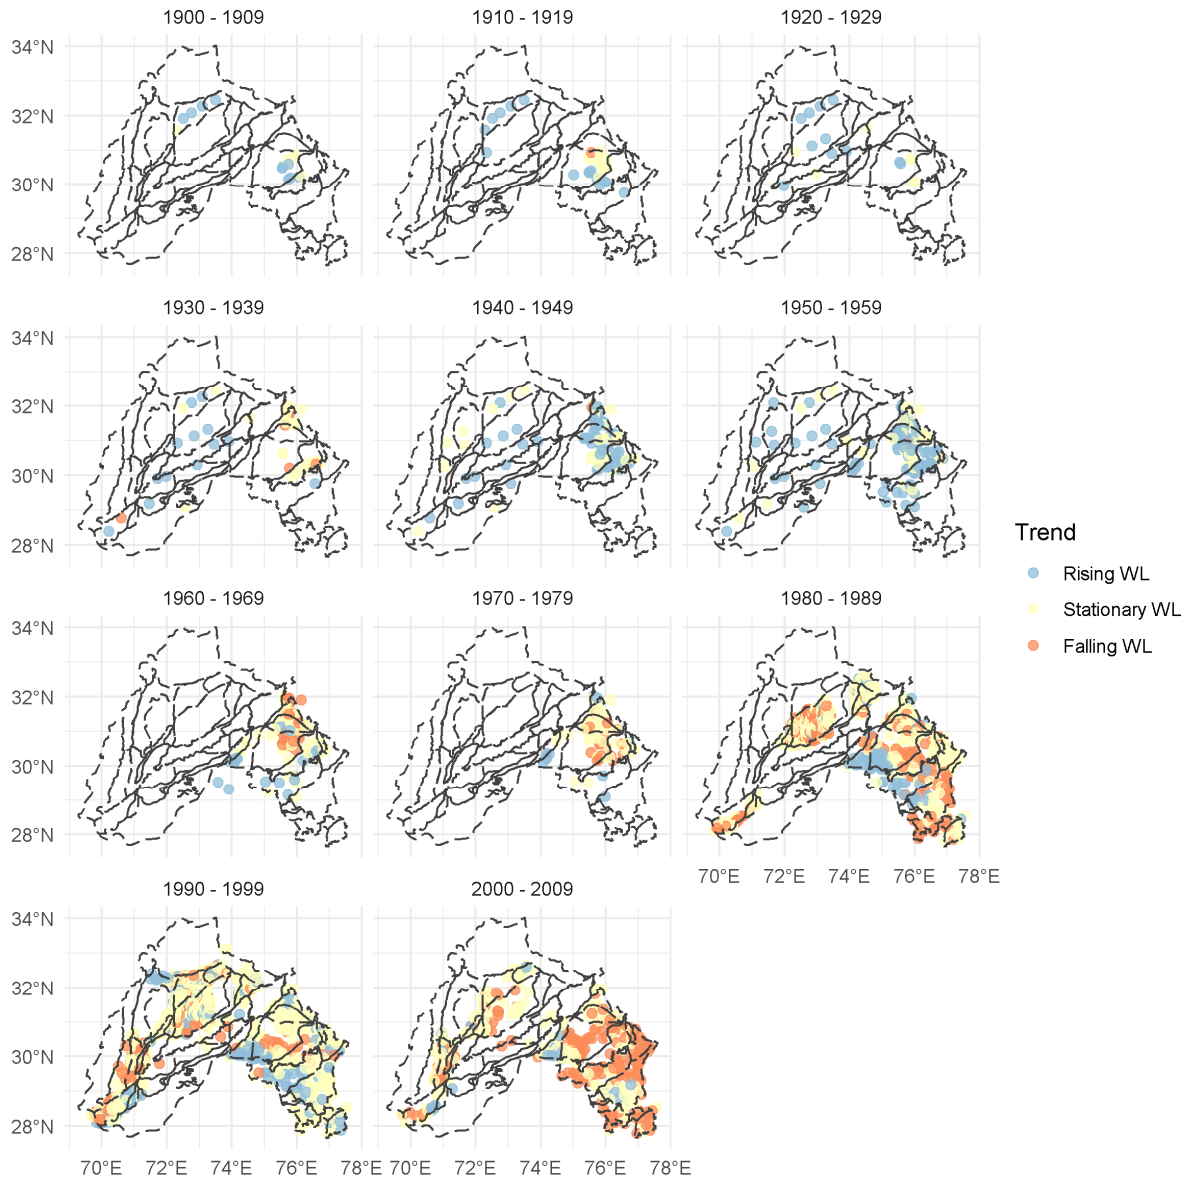 1900 - 1909
1910 - 1919
1920 - 1929
34°N
32°N
30°N
28°N
1930 - 1939
1940 - 1949
1950 - 1959
34°N
32°N
30°N
28°N
Trend
Rising WL
Stationary WL
Falling WL
1960 - 1969
1970 - 1979
1980 - 1989
34°N
32°N
30°N
28°N
70°E 72°E 74°E 76°E 78°E
1990 - 1999
2000 - 2009
34°N
32°N
30°N
28°N
70°E 72°E 74°E 76°E 78°E 70°E 72°E 74°E 76°E 78°E